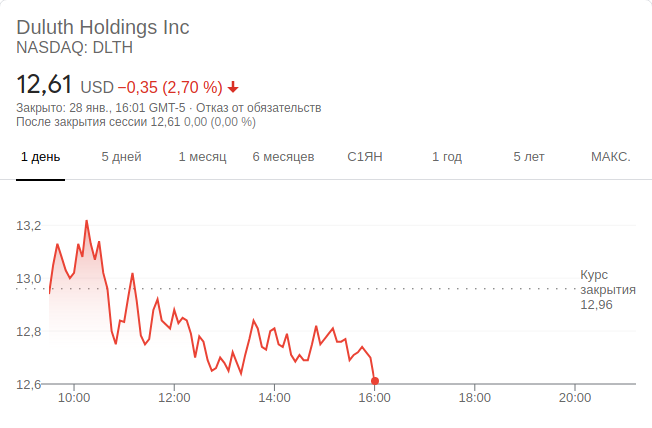 Duluth Holdings Inc
NASDAQ: DLTH
12,61 USD −0,35 (2,70 %)
Закрыто: 28 янв., 16:01 GMT-5 · Отказ от обязательств
После закрытия сессии 12,61 0,00 (0,00 %)
1 день 5 дней 1 месяц 6 месяцев С1ЯН 1 год 5 лет МАКС.
13,2
13,0
12,8
12,6
Курс
закрытия
12,96
10:00 12:00 14:00 16:00 18:00 20:00